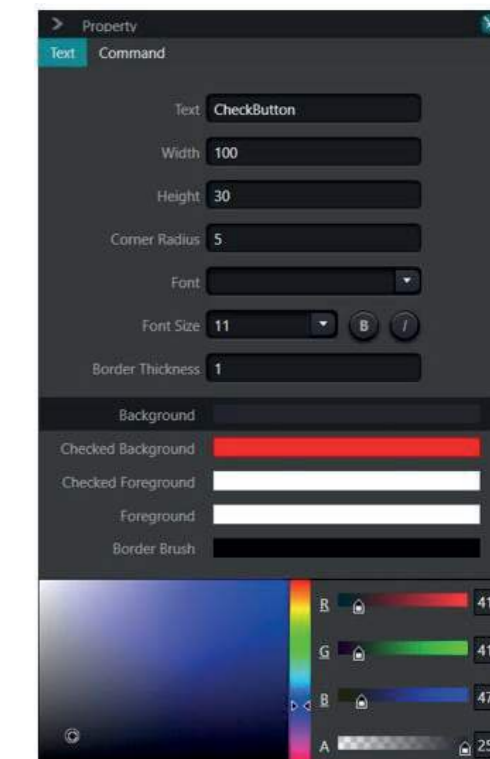 Property
Text Command
Text CheckButton
Width 100
Height 30
Corner Radius 5
Font
Font Size 11 B I
Border Thickness 1
Background
Checked Background
Checked Foreground
Foreground
Border Brush
R 41
G 41
B 47
A